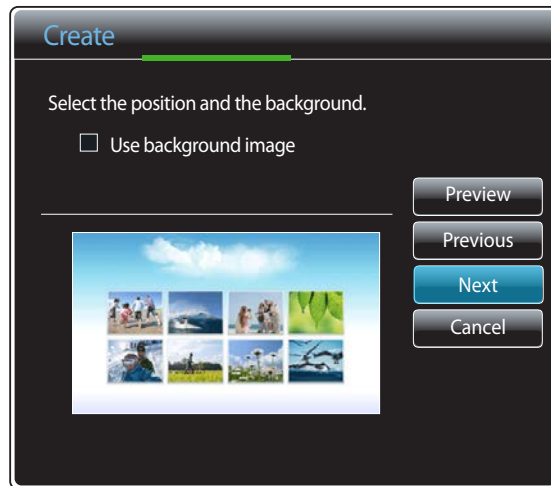 Create
Select the position and the background.
Use background image
Preview
Previous
Next
Cancel